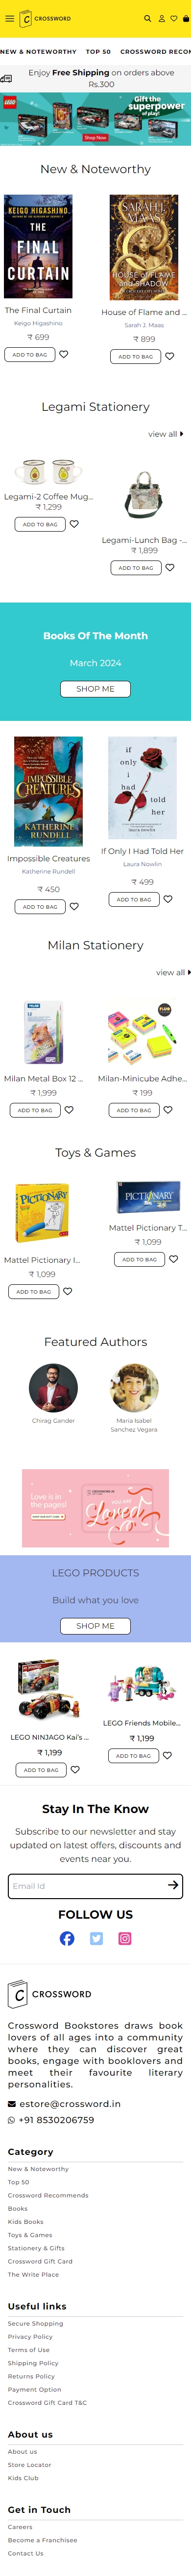 CROSSWORD
NEW & NOTEWORTHY TOP 50 CROSSWORD RECOM
Enjoy Free Shipping on orders above
Rs.300
LEGO
Gift the
superpower
of play!
Shop Now
New & Noteworthy
KEIGO HIGASHINO
THE
FINAL
CURTAIN
SARAH J.
MAAS
HOUSE OF FLAME
AND SHADOW
The Final Curtain
Keigo Higashino
₹ 699
ADD TO BAG
House of Flame and ...
Sarah J. Maas
₹ 899
ADD TO BAG
Legami Stationery
view all
Legami-2 Coffee Mug...
₹ 1,299
ADD TO BAG
Legami-Lunch Bag -...
₹ 1,899
ADD TO BAG
Books Of The Month
March 2024
SHOP ME
IMPOSSIBLE
CREATURES
KATHERINE
RUNDELL
if
only
i
had
told
her
Impossible Creatures
Katherine Rundell
₹ 450
ADD TO BAG
If Only I Had Told Her
Laura Nowlin
₹ 499
ADD TO BAG
Milan Stationery
view all
MILAN
Milan Metal Box 12 ...
₹ 1,999
ADD TO BAG
Milan-Minicube Adhe...
₹ 199
ADD TO BAG
Toys & Games
PICTIONARY
Mattel Pictionary I...
₹ 1,099
ADD TO BAG
PICTIONARY
Mattel Pictionary T...
₹ 1,099
ADD TO BAG
Featured Authors
Chirag Gander
Maria Isabel
Sanchez Vegara
Love is in
the pages!
LEGO PRODUCTS
Build what you love
SHOP ME
LEGO NINJAGO Kai's ...
₹ 1,199
ADD TO BAG
LEGO Friends Mobile...
₹ 1,199
ADD TO BAG
Stay In The Know
Subscribe to our newsletter and stay
updated on latest offers, discounts and
events near you.
Email Id
FOLLOW US
CROSSWORD
Crossword Bookstores draws book
lovers of all ages into a community
where they can discover great
books, engage with booklovers and
meet their favourite literary
personalities.
estore@crossword.in
+91 8530206759
Category
New & Noteworthy
Top 50
Crossword Recommends
Books
Kids Books
Toys & Games
Stationery & Gifts
Crossword Gift Card
The Write Place
Useful links
Secure Shopping
Privacy Policy
Terms of Use
Shipping Policy
Returns Policy
Payment Option
Crossword Gift Card T&C
About us
About us
Store Locator
Kids Club
Get in Touch
Careers
Become a Franchisee
Contact Us